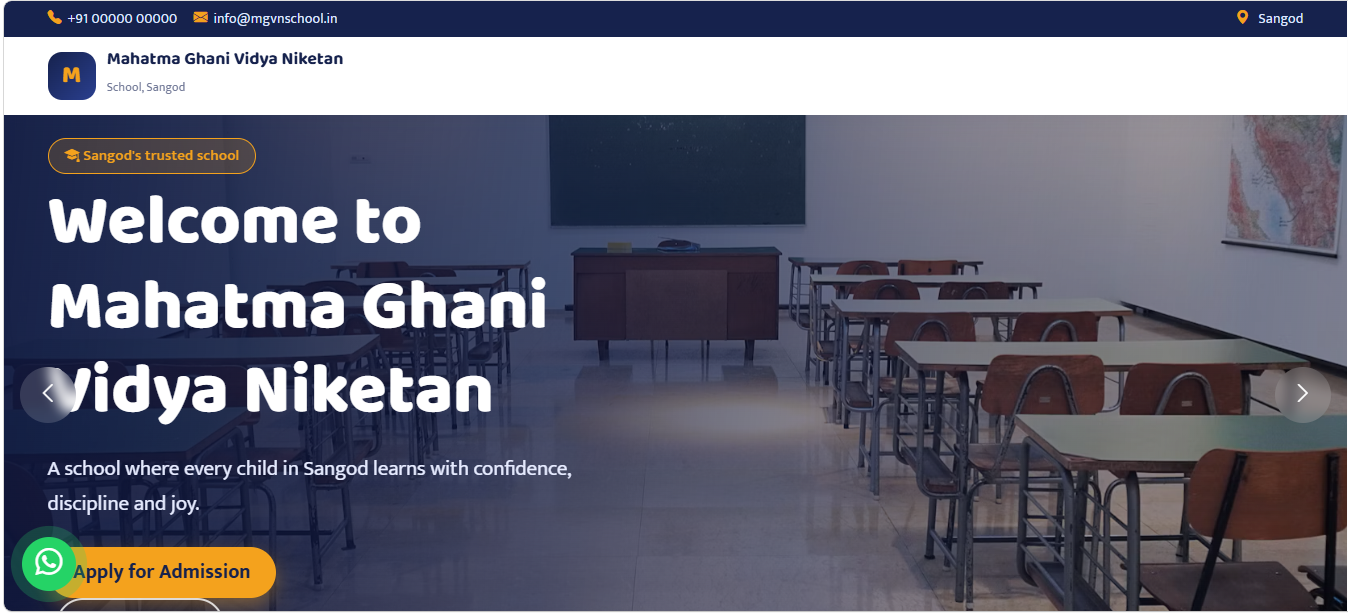 +91 00000 00000 info@mgvnschool.in Sangod
M
Mahatma Ghani Vidya Niketan
School, Sangod
Sangod's trusted school
Welcome to
Mahatma Ghani
Vidya Niketan
A school where every child in Sangod learns with confidence,
discipline and joy.
Apply for Admission